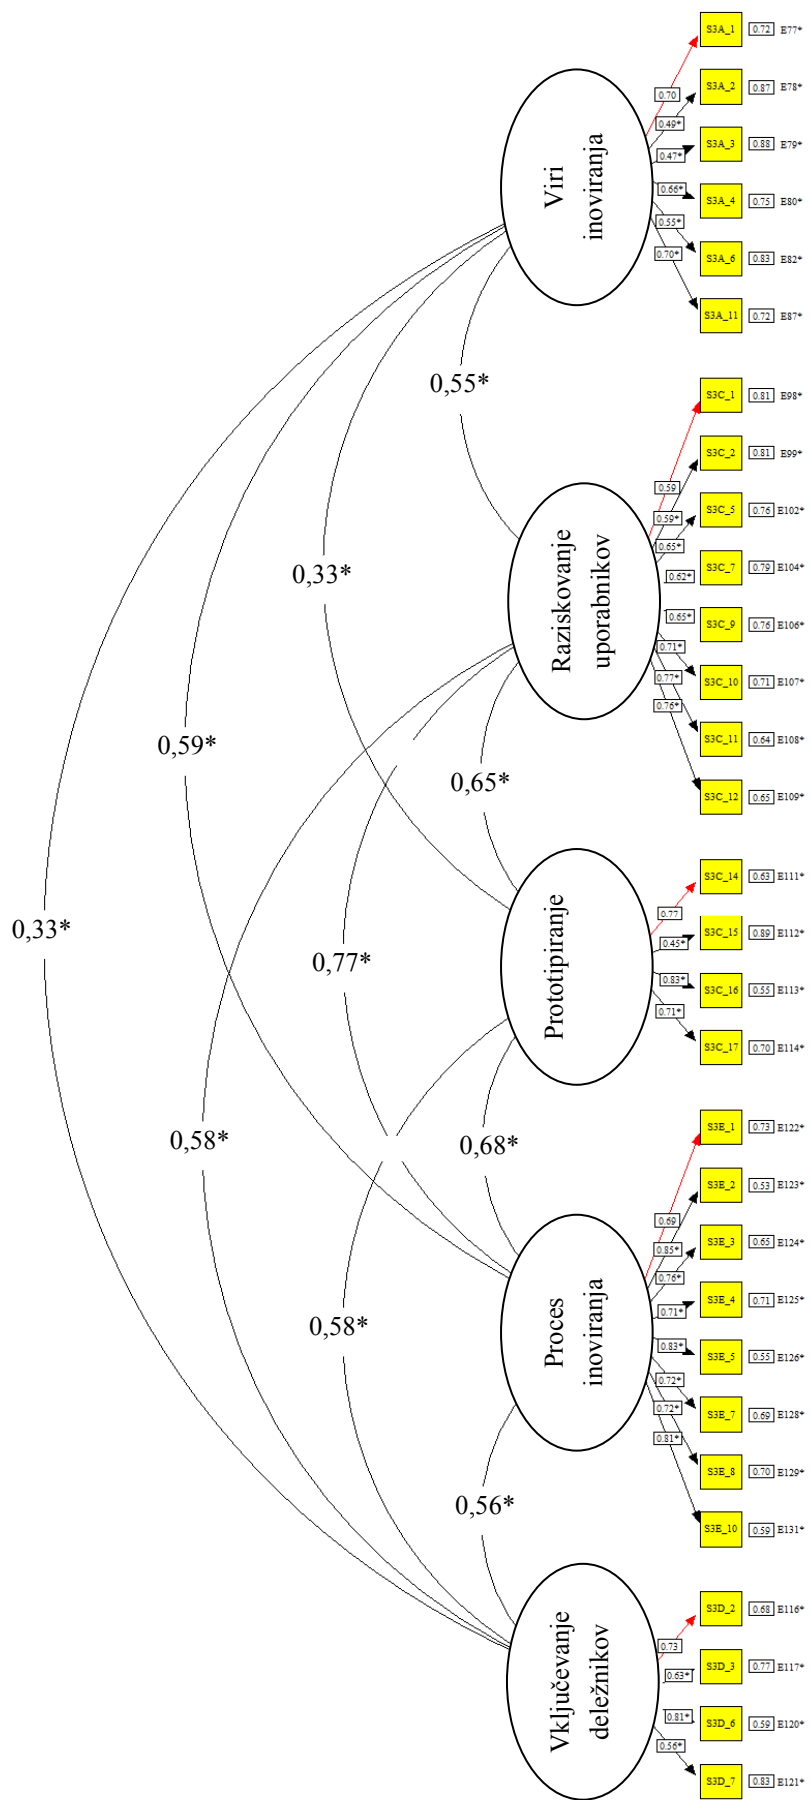 S3A_1 0.72 E77*
0.70
S3A_2 0.87 E78*
0.49*
S3A_3 0.88 E79*
0.47*
S3A_4 0.75 E80*
0.66*
S3A_6 0.83 E82*
0.55*
S3A_11 0.72 E87*
0.70*
Viri
inoviranja
0,55*
S3C_1 0.81 E98*
0.59
S3C_2 0.81 E99*
0.59*
S3C_5 0.76 E102*
0.65*
S3C_7 0.79 E104*
0.62*
S3C_9 0.76 E106*
0.65*
S3C_10 0.71 E107*
0.71*
S3C_11 0.64 E108*
0.77*
S3C_12 0.65 E109*
0.76*
Raziskovanje
uporabnikov
0,33*
0,59*
0,65*
S3C_14 0.63 E111*
0.77
S3C_15 0.89 E112*
0.45*
S3C_16 0.55 E113*
0.83*
S3C_17 0.70 E114*
0.71*
Prototipiranje
0,33*
0,77*
0,58*
0,68*
S3E_1 0.73 E122*
0.69
S3E_2 0.53 E123*
0.85*
S3E_3 0.65 E124*
0.76*
S3E_4 0.71 E125*
0.71*
S3E_5 0.55 E126*
0.83*
S3E_7 0.69 E128*
0.72*
S3E_8 0.70 E129*
0.72*
S3E_10 0.59 E131*
0.81*
Proces
inoviranja
0,58*
0,56*
S3D_2 0.68 E116*
0.73
S3D_3 0.77 E117*
0.63*
S3D_6 0.59 E120*
0.81*
S3D_7 0.83 E121*
0.56*
Vključevanje
deležnikov